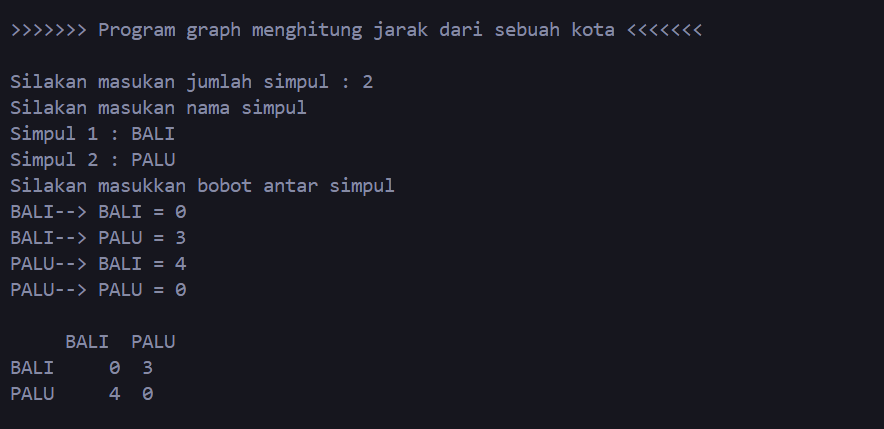 >>>>>>> Program graph menghitung jarak dari sebuah kota <<<<<<<
Silakan masukan jumlah simpul : 2
Silakan masukan nama simpul
Simpul 1 : BALI
Simpul 2 : PALU
Silakan masukkan bobot antar simpul
BALI--> BALI = 0
BALI--> PALU = 3
PALU--> BALI = 4
PALU--> PALU = 0
     BALI  PALU
BALI     0  3
PALU     4  0